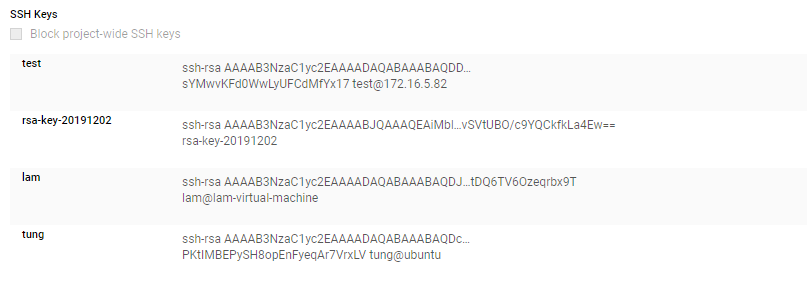 SSH Keys
Block project-wide SSH keys
test
ssh-rsa AAAAB3NzaC1yc2EAAAADAQABAAABAQDD…
sYMwvKFd0WwLyUFCdMfYx17 test@172.16.5.82
rsa-key-20191202
ssh-rsa AAAAB3NzaC1yc2EAAAABJQAAAQEAiMbI…vSVtUBO/c9YQCkfkLa4Ew==
rsa-key-20191202
lam
ssh-rsa AAAAB3NzaC1yc2EAAAADAQABAAABAQDJ…tDQ6TV6Ozeqrbx9T
lam@lam-virtual-machine
tung
ssh-rsa AAAAB3NzaC1yc2EAAAADAQABAAABAQDc…
PKtIMBEPySH8opEnFyeqAr7VrxLV tung@ubuntu